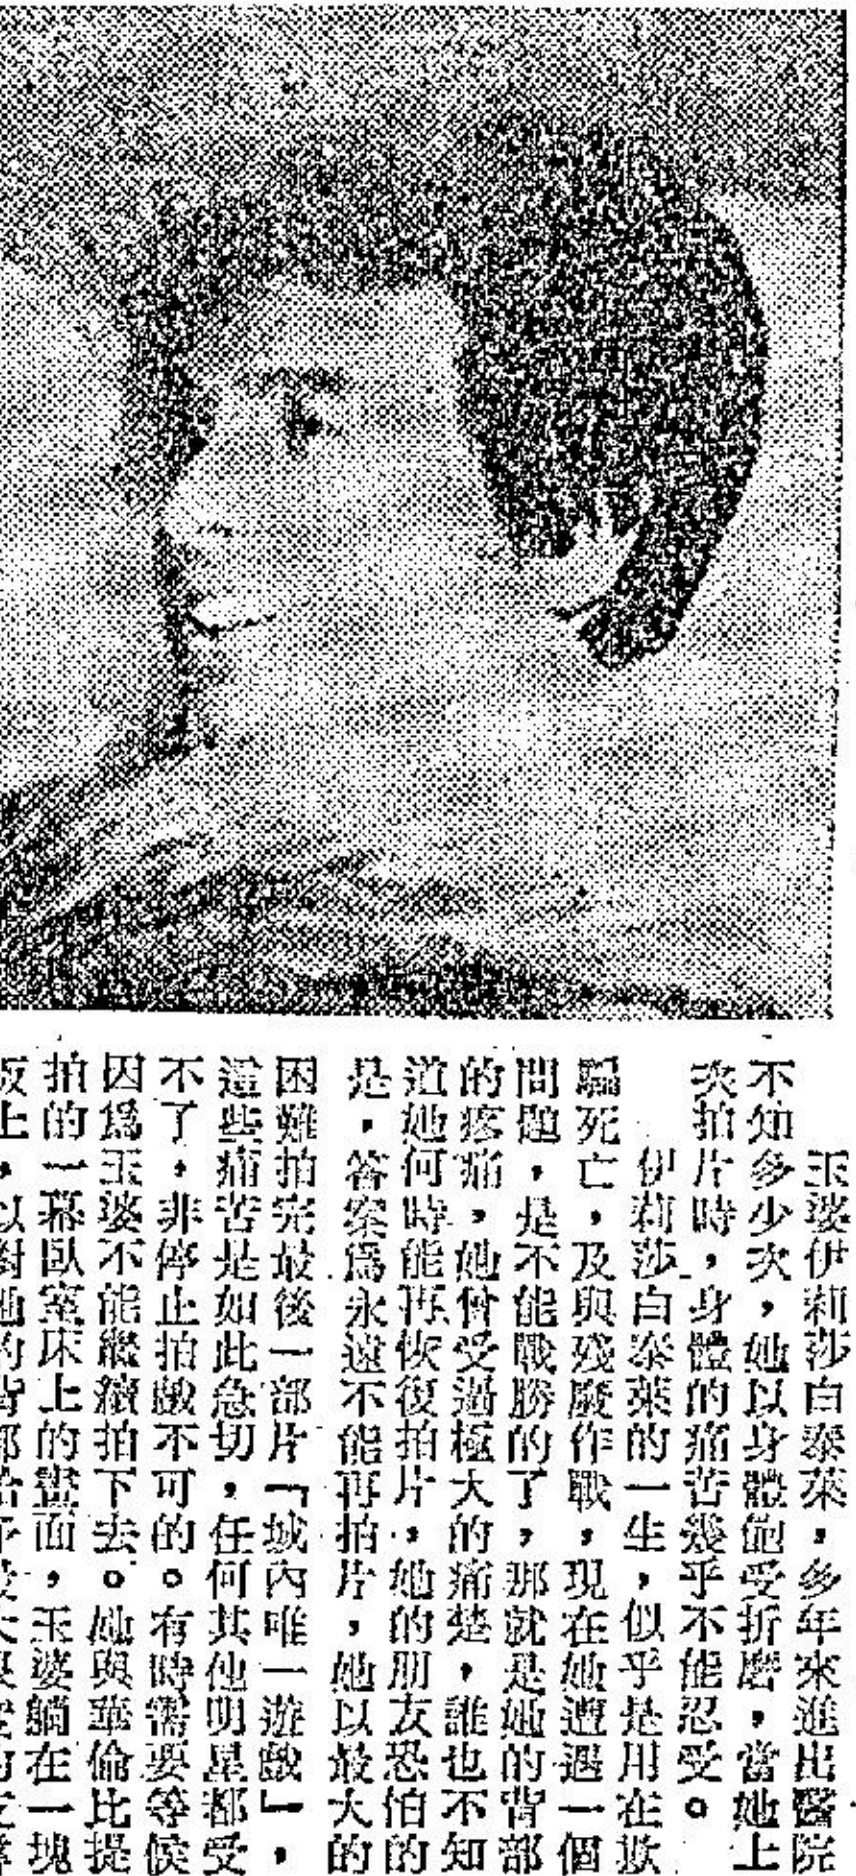 玉婆伊莉莎白泰萊，多年來進出醫院
不知多少次，她以身體飽受折磨，當她上
次拍片時，身體的痛苦幾乎不能忍受。
伊莉莎白泰萊的一生，似乎是用在欺
騙死亡，及與殘廢作戰，現在她遭遇一個
問題，是不能戰勝的了，那就是她的背部
的疼痛，她曾受過極大的痛楚，誰也不知
道她何時能再恢復拍片，她的朋友恐怕的
是，答案爲永遠不能再拍片，她以最大的
困難拍完最後一部片「城內唯一遊戲」，
這些痛苦是如此急切，任何其他明星都受
不了，非停止拍戲不可的。有時需要等候
因爲玉婆不能繼續拍下去。她與華倫比提
拍的一幕臥室床上的畫面，玉婆躺在一塊